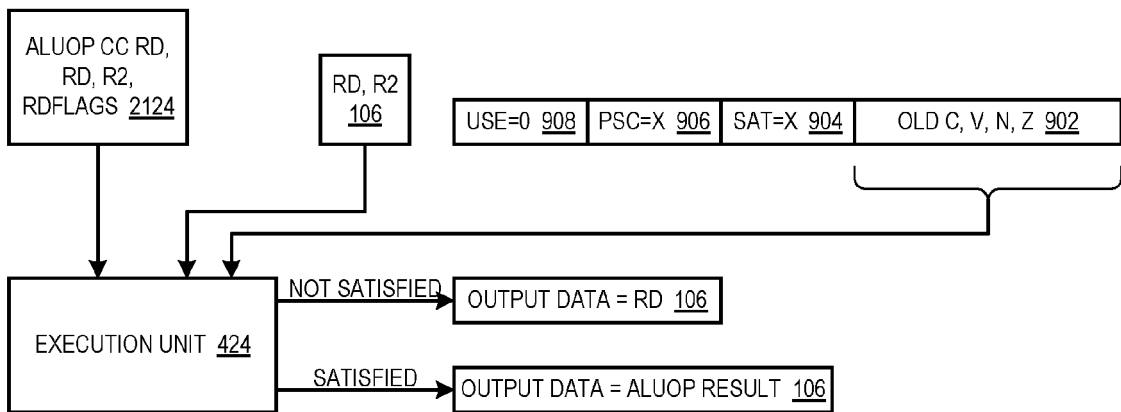 ALUOP CC RD,
RD, R2,
RDFLAGS 2124
RD, R2
106
USE=0 908
PSC=X 906
SAT=X 904
OLD C, V, N, Z 902
NOT SATISFIED
OUTPUT DATA = RD 106
EXECUTION UNIT 424
SATISFIED
OUTPUT DATA = ALUOP RESULT 106